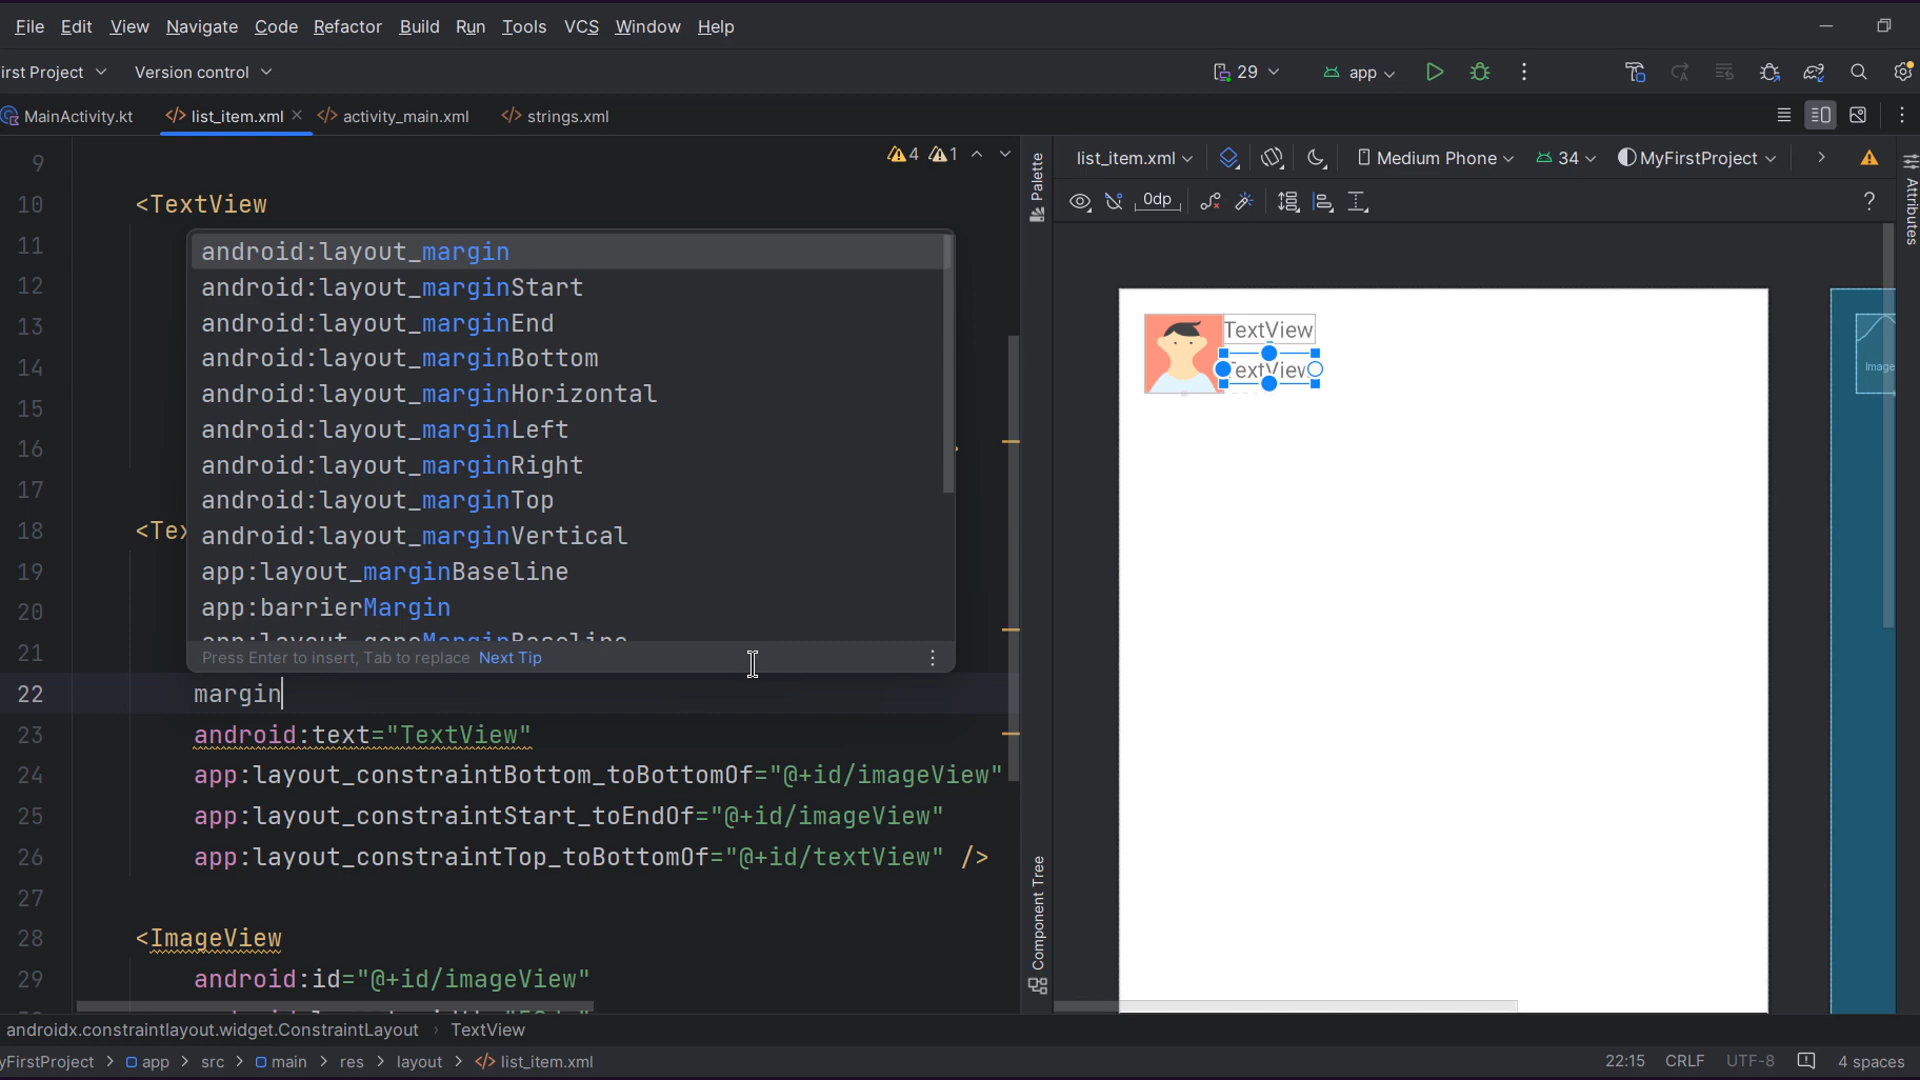 File Edit View Navigate Code Refactor Build Run Tools VCS Window Help
irst Project Version control 29 app
MainActivity.kt </> list_item.xml </> activity_main.xml </> strings.xml
4 1
list_item.xml Medium Phone 34 MyFirstProject
0dp ?
Palette
Attributes
Component Tree
9
10 <TextView
11
12
13
14
15
16
17
18 <Tex
19
20
21
android:layout_margin
android:layout_marginStart
android:layout_marginEnd
android:layout_marginBottom
android:layout_marginHorizontal
android:layout_marginLeft
android:layout_marginRight
android:layout_marginTop
android:layout_marginVertical
app:layout_marginBaseline
app:barrierMargin
app:layout_goneMarginBaseline
Press Enter to insert, Tab to replace Next Tip
22 margin
23 android:text="TextView"
24 app:layout_constraintBottom_toBottomOf="@+id/imageView"
25 app:layout_constraintStart_toEndOf="@+id/imageView"
26 app:layout_constraintTop_toBottomOf="@+id/textView" />
27
28 <ImageView
29 android:id="@+id/imageView"
TextView
TextView
Image
androidx.constraintlayout.widget.ConstraintLayout › TextView
yFirstProject > app > src > main > res > layout > </> list_item.xml
22:15 CRLF UTF-8 4 spaces